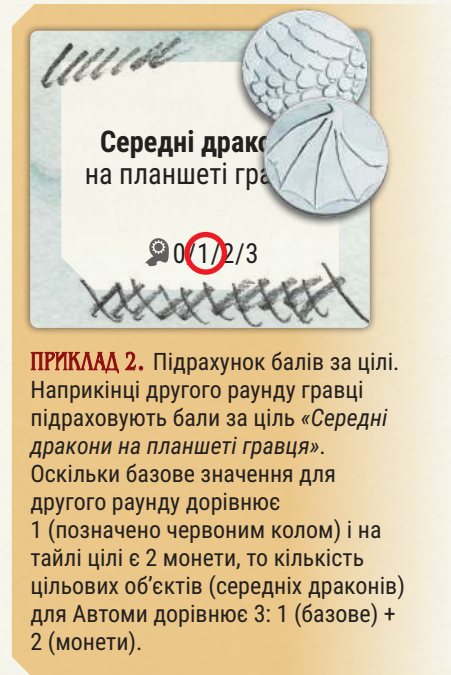 Середні
на планшеті
0/1/2/3
ПРИКЛАД 2. Підрахунок балів за цілі.
Наприкінці другого раунду гравці
підраховують бали за ціль «Середні
дракони на планшеті гравця».
Оскільки базове значення для
другого раунду дорівнює
1 (позначено червоним колом) і на
тайлі цілі є 2 монети, то кількість
цільових об’єктів (середніх драконів)
для Автоми дорівнює 3: 1 (базове) +
2 (монети).